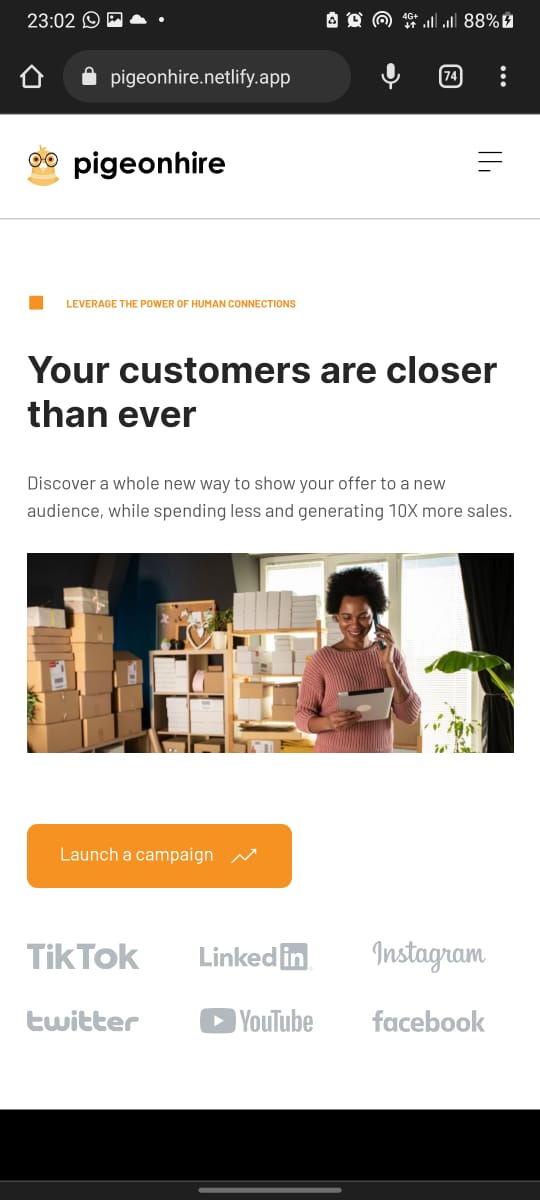 23:02 4G+ 88%
pigeonhire.netlify.app 74
pigeonhire
LEVERAGE THE POWER OF HUMAN CONNECTIONS
Your customers are closer
than ever
Discover a whole new way to show your offer to a new
audience, while spending less and generating 10X more sales.
Launch a campaign
TikTok Linkedin Instagram
twitter YouTube facebook